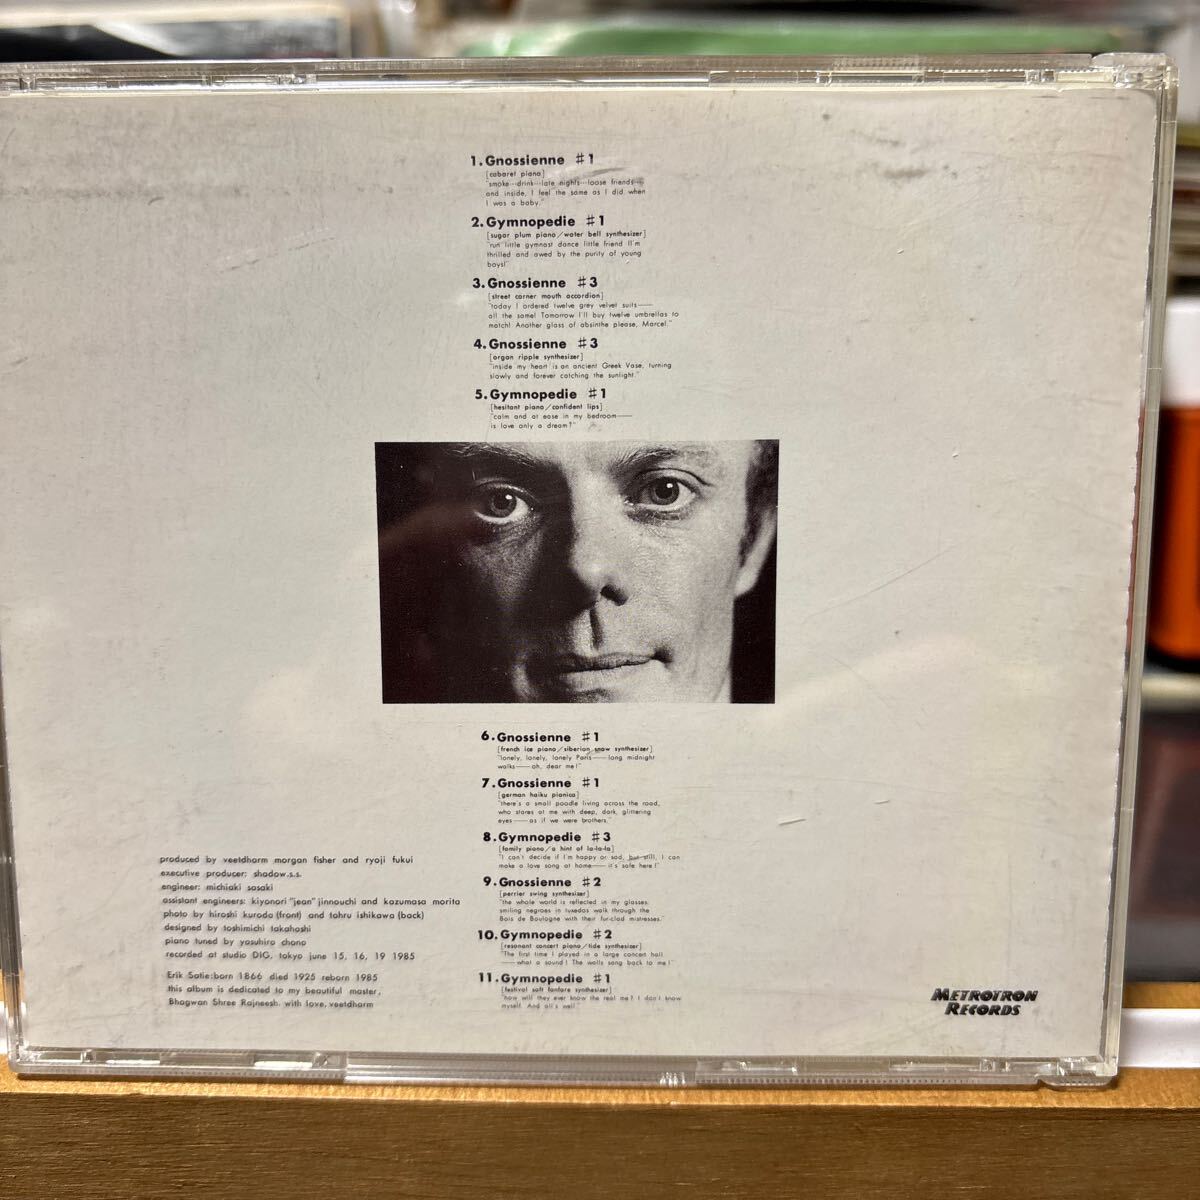 1. Gnossienne #1
[cabaret piano]
"smoke…drink…late nights…loose friends…
and inside, I feel the same as I did when
I was a baby."
2. Gymnopedie #1
[sugar plum piano/water bell synthesizer]
"run little gymnast dance little friend I'm
thrilled and awed by the purity of young
boys!"
3. Gnossienne #3
[street corner mouth accordion]
"today I ordered twelve grey velvet suits—
all the same! Tomorrow I'll buy twelve umbrellas to
match! Another glass of absinthe please, Marcel."
4. Gnossienne #3
[organ ripple synthesizer]
"inside my heart is an ancient Greek Vase, turning
slowly and forever catching the sunlight."
5. Gymnopedie #1
[hesitant piano/confident lips]
"calm and at ease in my bedroom—
is love only a dream?"
6. Gnossienne #1
[french ice piano/siberian snow synthesizer]
"lonely, lonely, lonely Paris—long midnight
walks—oh, dear me!"
7. Gnossienne #1
[german haiku pianica]
"there's a small poodle living across the road,
who stares at me with deep, dark, glittering
eyes—as if we were brothers."
8. Gymnopedie #3
[family piano/a hint of la-la-la]
"I can't decide if I'm happy or sad, but still, I can
make a love song at home—it's safe here!"
9. Gnossienne #2
[perrier swing synthesizer]
"the whole world is reflected in my glasses.
smiling negroes in tuxedos walk through the
Bois de Boulogne with their fur-clad mistresses."
10. Gymnopedie #2
[resonant concert piano/tide synthesizer]
"The first time I played in a large concert hall
—what a sound! The walls song back to me!"
11. Gymnopedie #1
[festival soft fanfare synthesizer]
"how will they ever know the real me? I don't know
myself. And all's well."
produced by veetdharm morgan fisher and ryoji fukui
executive producer: shadow.s.s.
engineer: michiaki sasaki
assistant engineers: kiyonori "jean" jinnouchi and kazumasa morita
photo by hiroshi kuroda (front) and tohru ishikawa (back)
designed by toshimichi takahashi
piano tuned by yasuhiro chono
recorded at studio DIG, tokyo june 15, 16, 19 1985
Erik Satie: born 1866 died 1925 reborn 1985
this album is dedicated to my beautiful master,
Bhagwan Shree Rajneesh. with love, veetdharm
METROTRON
RECORDS